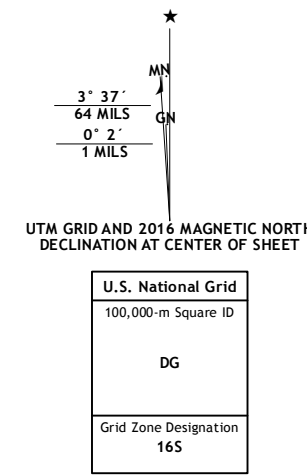 ★
MN
3° 37´
64 MILS
GN
0° 2´
1 MILS
UTM GRID AND 2016 MAGNETIC NORTH
DECLINATION AT CENTER OF SHEET
U.S. National Grid
100,000-m Square ID
DG
Grid Zone Designation
16S